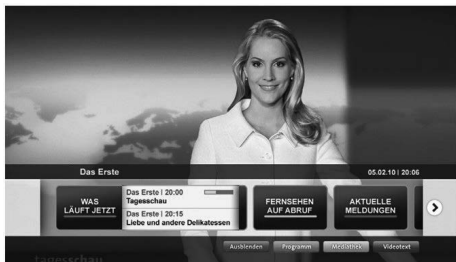 Das Erste
05.02.10 | 20:06
WAS
LÄUFT JETZT
Das Erste | 20:00
Tagesschau
Das Erste | 20:15
Liebe und andere Delikatessen
FERNSEHEN
AUF ABRUF
AKTUELLE
MELDUNGEN
Ausblenden
Programm
Mediathek
Videotext
tagesschau